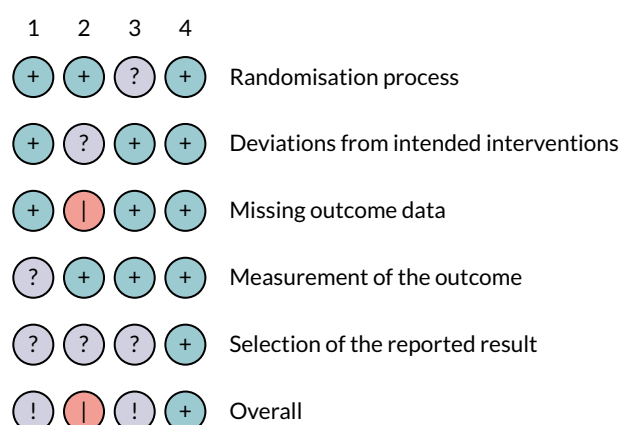 1 2 3 4
+ + ? + Randomisation process
+ ? + + Deviations from intended interventions
+ | + + Missing outcome data
? + + + Measurement of the outcome
? ? ? + Selection of the reported result
! | ! + Overall